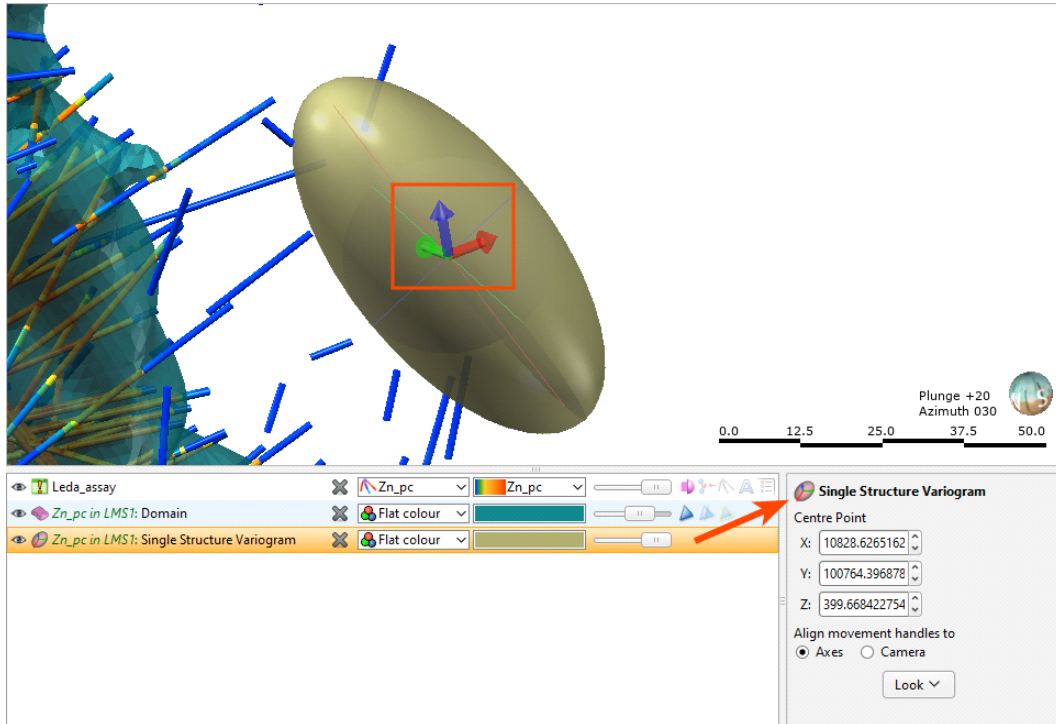 Plunge +20
Azimuth 030
0.0 12.5 25.0 37.5 50.0
Leda_assay Zn_pc Zn_pc
Zn_pc in LMS1: Domain Flat colour
Zn_pc in LMS1: Single Structure Variogram Flat colour
Single Structure Variogram
Centre Point
X: 10828.6265162
Y: 100764.396878
Z: 399.668422754
Align movement handles to
Axes Camera
Look